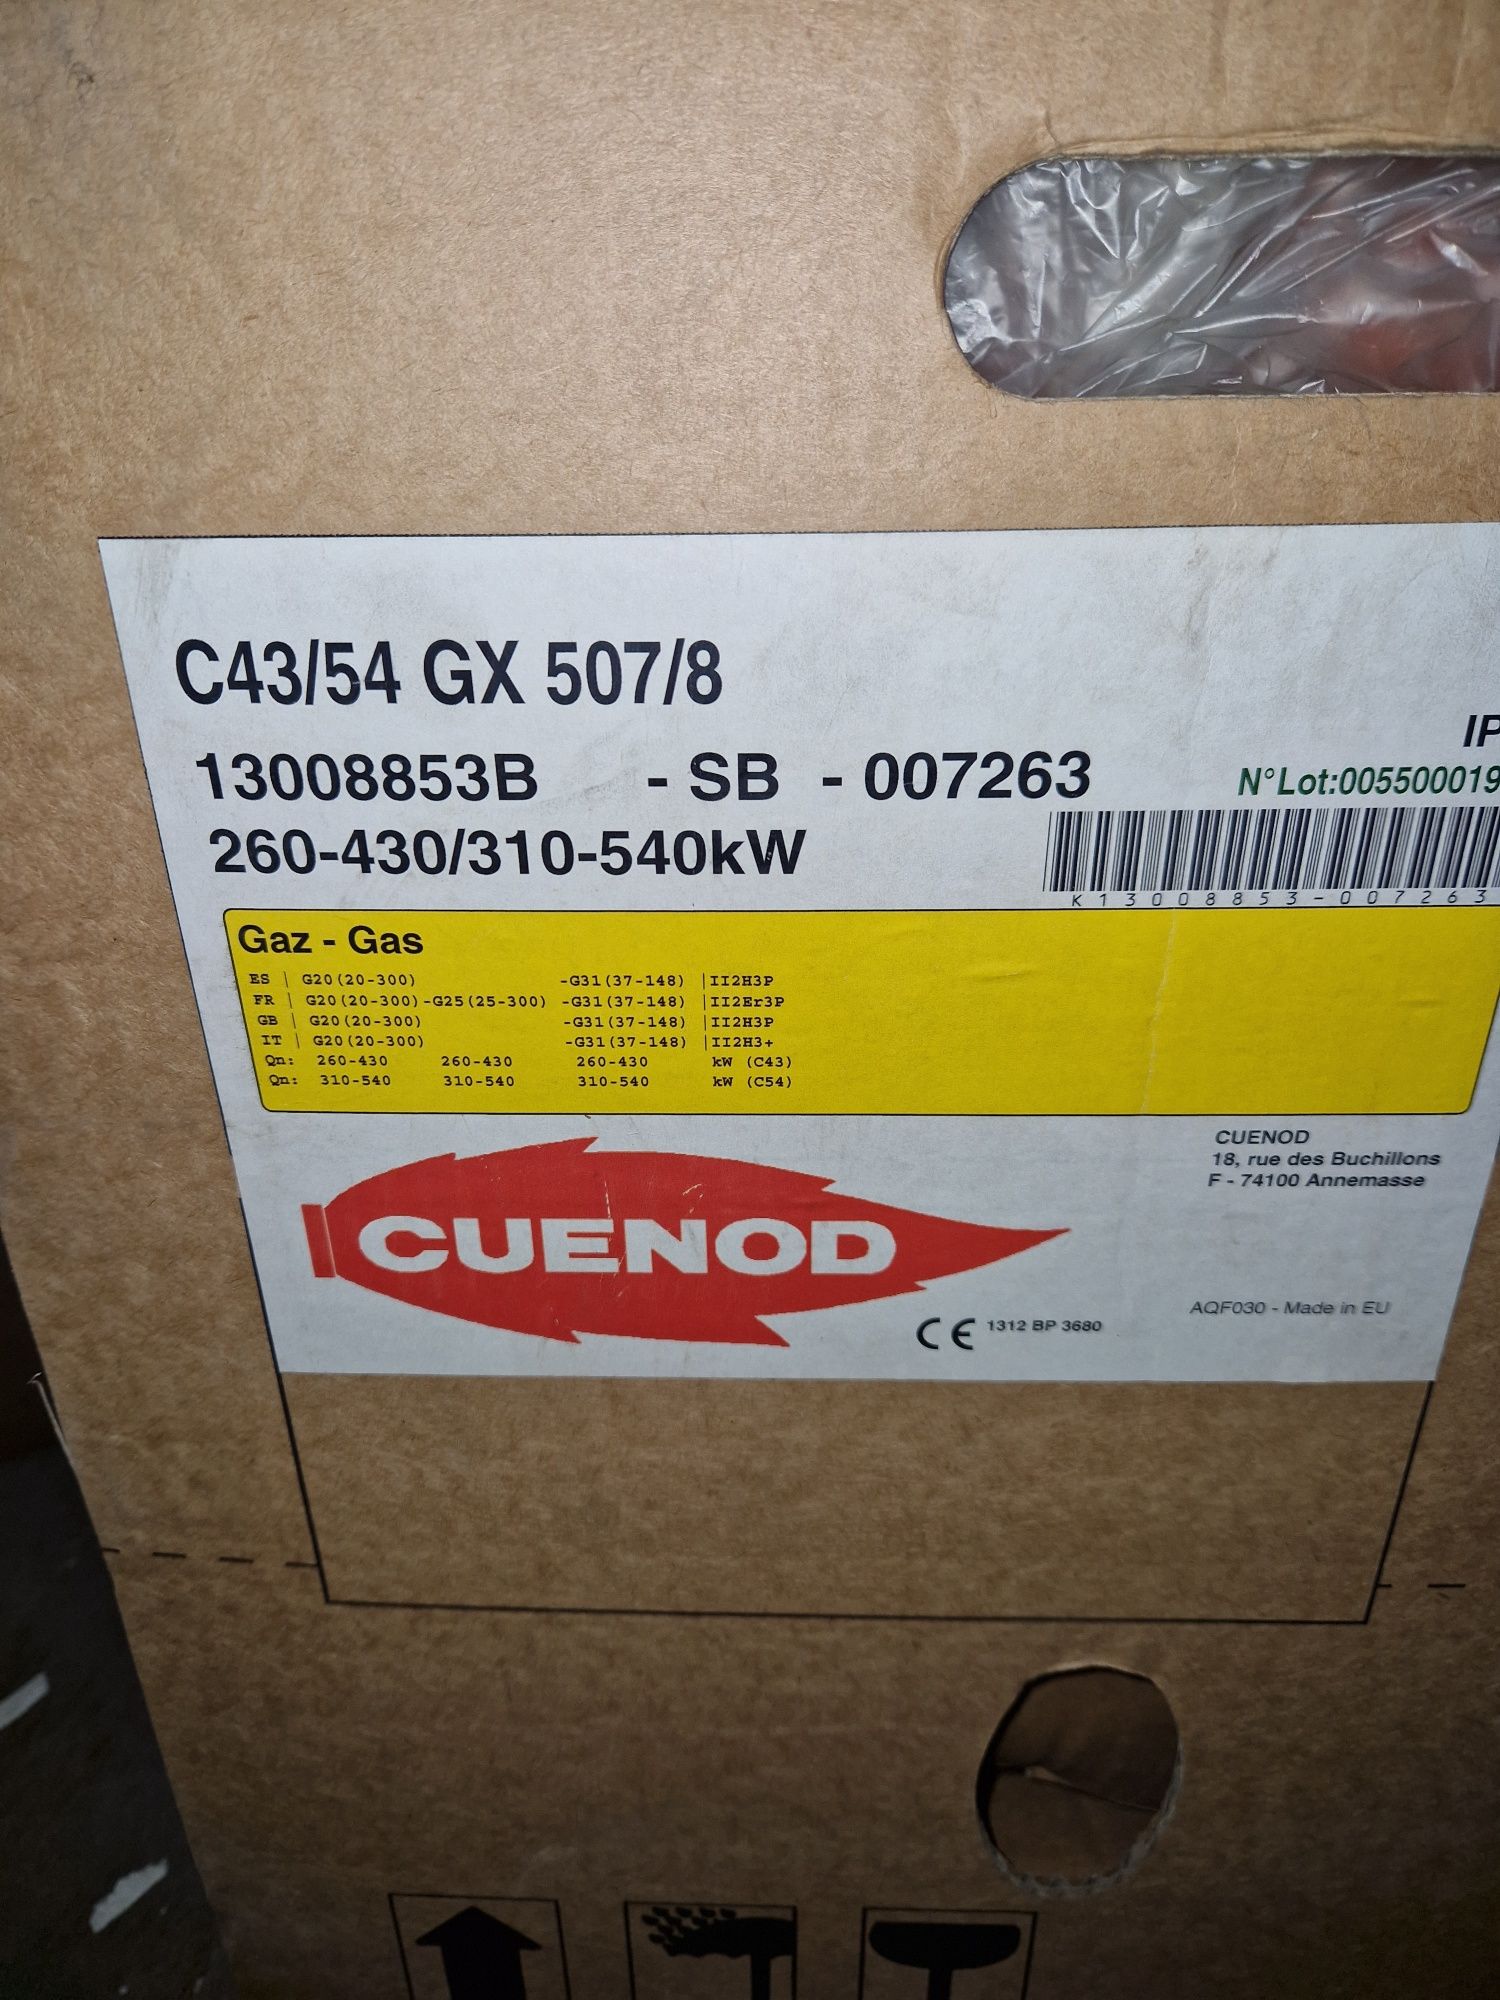 C43/54 GX 507/8
IP
13008853B - SB - 007263
N°Lot:005500019
260-430/310-540kW
K13008853-007263
Gaz - Gas
ES | G20(20-300) -G31(37-148) |II2H3P
FR | G20(20-300)-G25(25-300) -G31(37-148) |II2Er3P
GB | G20(20-300) -G31(37-148) |II2H3P
IT | G20(20-300) -G31(37-148) |II2H3+
Qn: 260-430 260-430 260-430 kW (C43)
Qn: 310-540 310-540 310-540 kW (C54)
CUENOD
18, rue des Buchillons
F - 74100 Annemasse
CUENOD
AQF030 - Made in EU
CE 1312 BP 3680